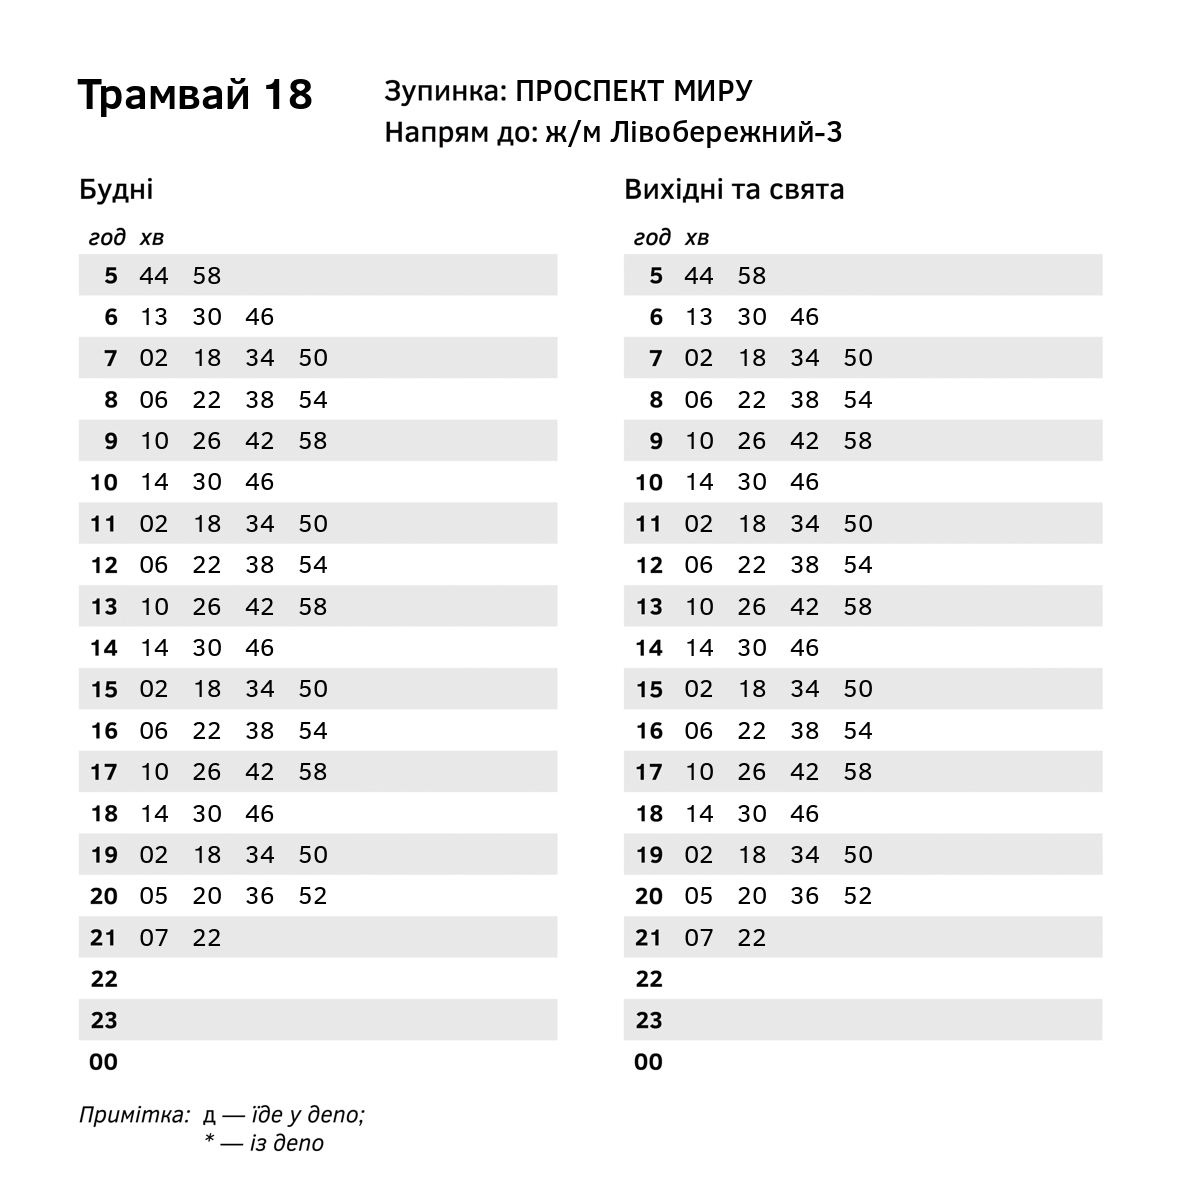 Трамвай 18
Зупинка: ПРОСПЕКТ МИРУ
Напрям до: ж/м Лівобережний-3
Будні
год хв
5 44 58
6 13 30 46
7 02 18 34 50
8 06 22 38 54
9 10 26 42 58
10 14 30 46
11 02 18 34 50
12 06 22 38 54
13 10 26 42 58
14 14 30 46
15 02 18 34 50
16 06 22 38 54
17 10 26 42 58
18 14 30 46
19 02 18 34 50
20 05 20 36 52
21 07 22
22
23
00
Вихідні та свята
год хв
5 44 58
6 13 30 46
7 02 18 34 50
8 06 22 38 54
9 10 26 42 58
10 14 30 46
11 02 18 34 50
12 06 22 38 54
13 10 26 42 58
14 14 30 46
15 02 18 34 50
16 06 22 38 54
17 10 26 42 58
18 14 30 46
19 02 18 34 50
20 05 20 36 52
21 07 22
22
23
00
Примітка: д — їде у депо;
* — із депо